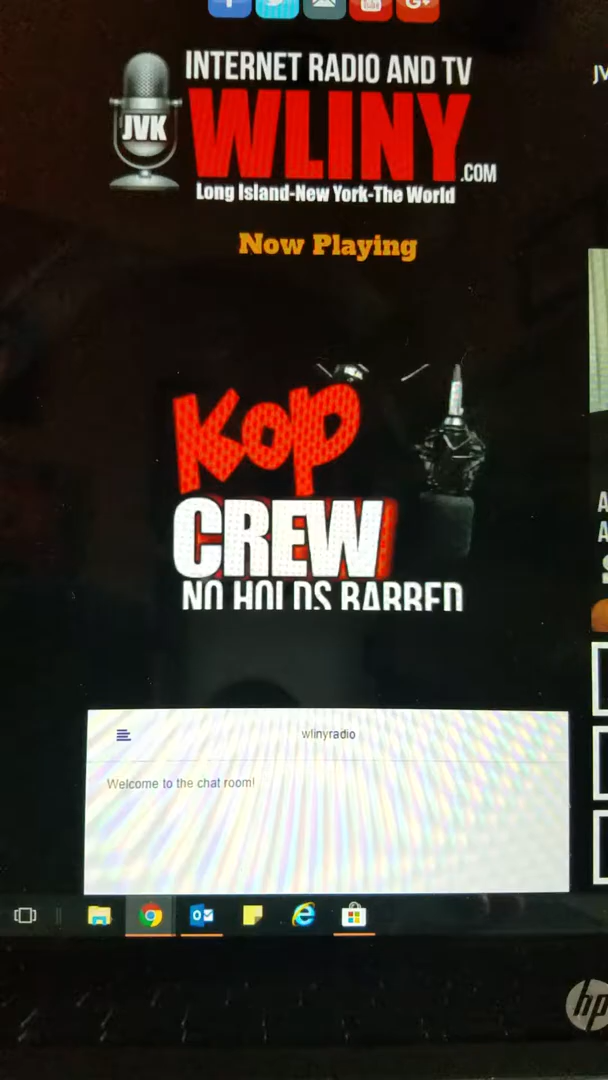 INTERNET RADIO AND TV
JVK
WLINY.COM
Long Island-New York-The World
Now Playing
Kop
CREW
NO HOLDS BARRED
wlinyradio
Welcome to the chat room!
hp